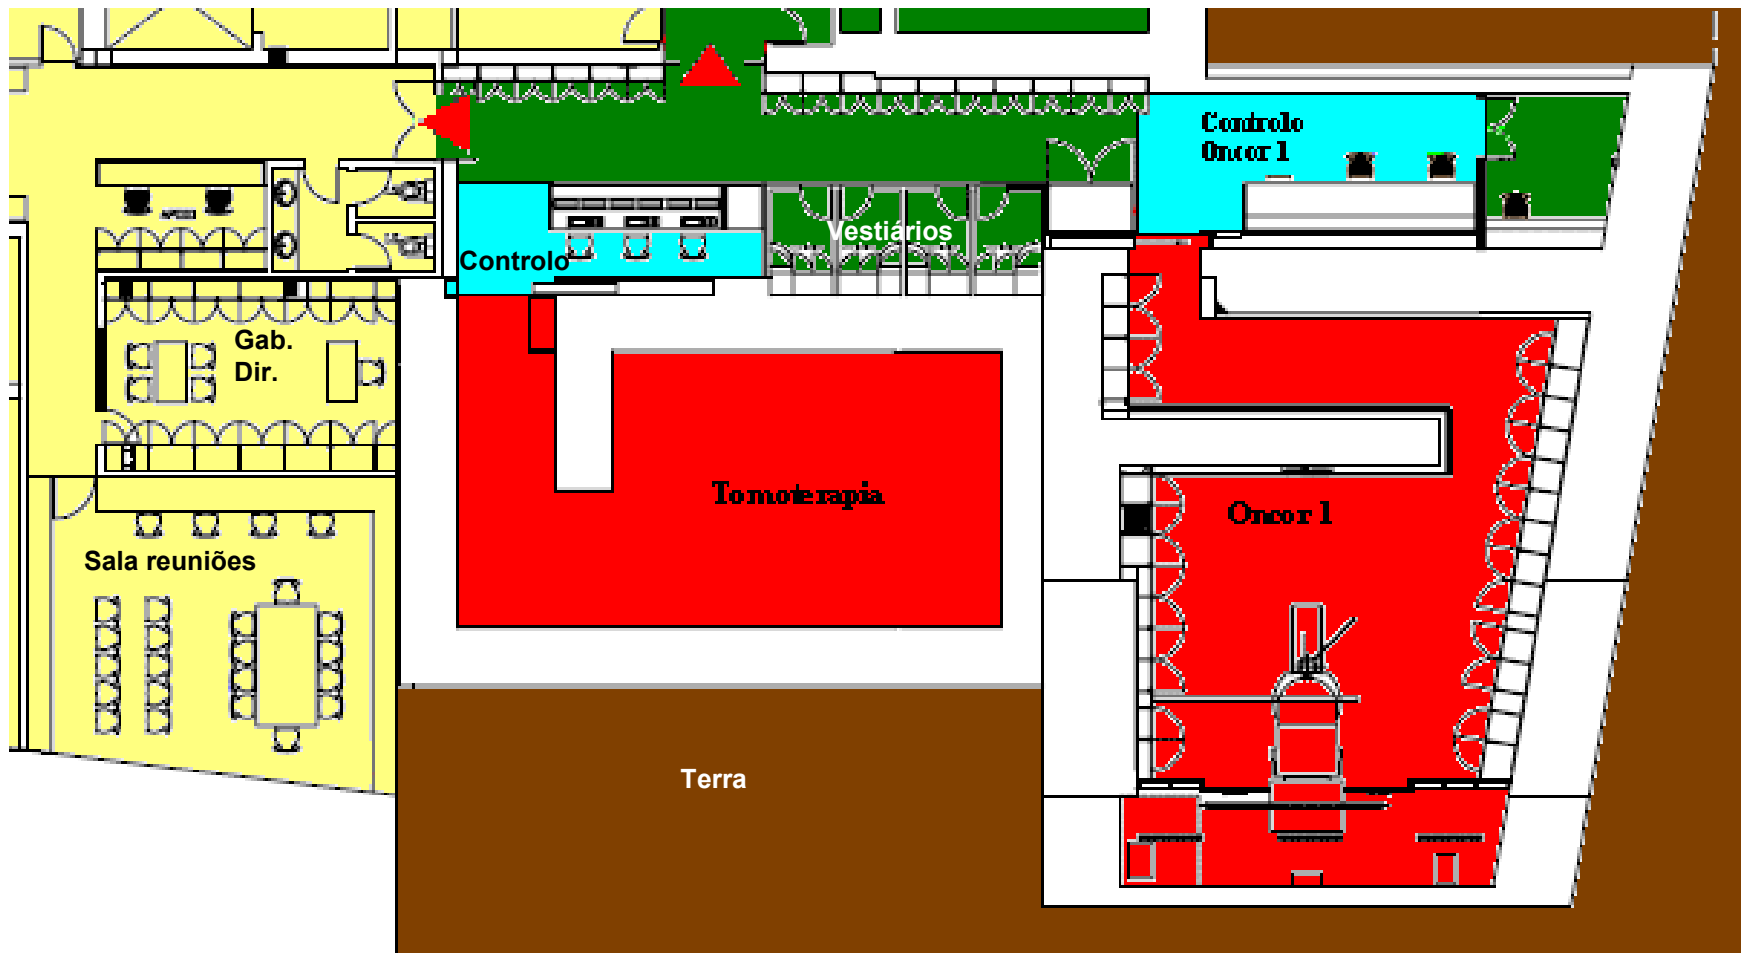 Controlo
Oncor 1
Vestiários
Controlo
Gab.
Dir.
Tomoterapia
Oncor 1
Sala reuniões
Terra